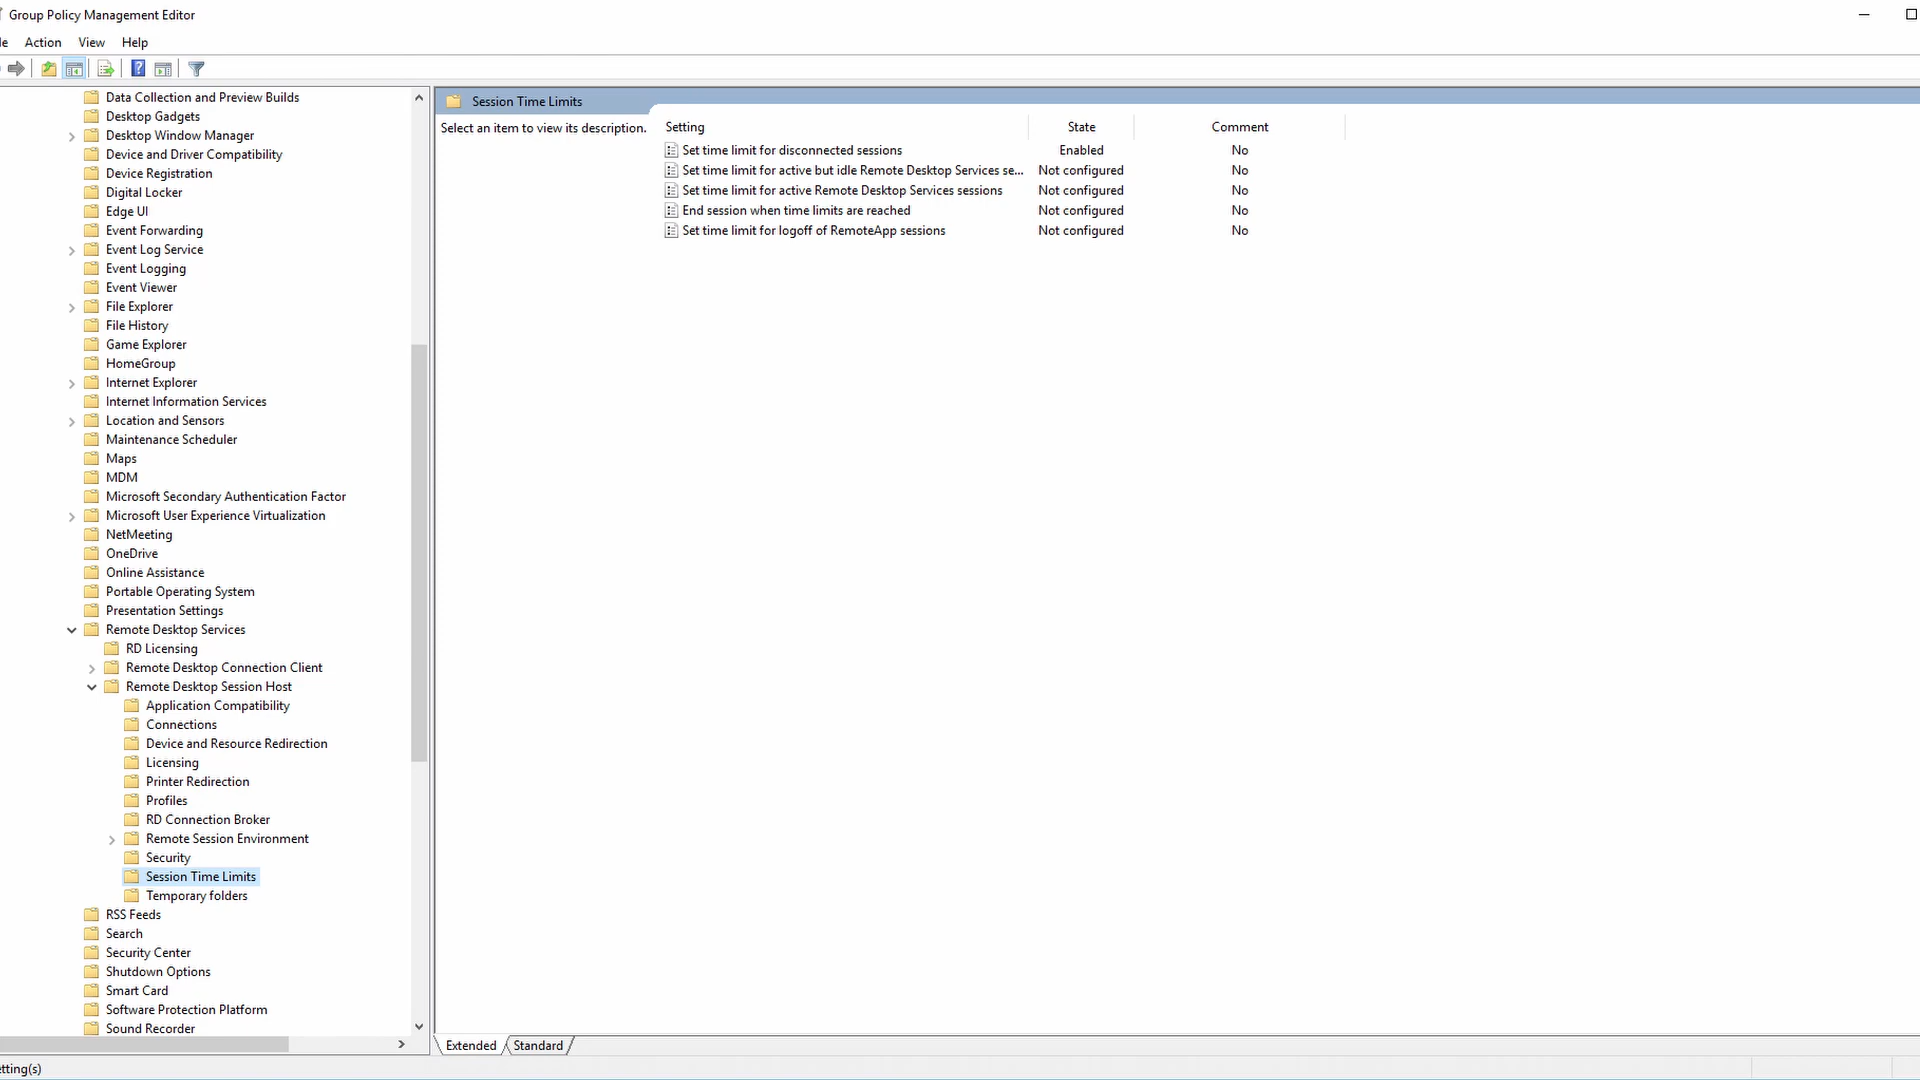 Group Policy Management Editor
le Action View Help
Data Collection and Preview Builds
Desktop Gadgets
Desktop Window Manager
Device and Driver Compatibility
Device Registration
Digital Locker
Edge UI
Event Forwarding
Event Log Service
Event Logging
Event Viewer
File Explorer
File History
Game Explorer
HomeGroup
Internet Explorer
Internet Information Services
Location and Sensors
Maintenance Scheduler
Maps
MDM
Microsoft Secondary Authentication Factor
Microsoft User Experience Virtualization
NetMeeting
OneDrive
Online Assistance
Portable Operating System
Presentation Settings
Remote Desktop Services
RD Licensing
Remote Desktop Connection Client
Remote Desktop Session Host
Application Compatibility
Connections
Device and Resource Redirection
Licensing
Printer Redirection
Profiles
RD Connection Broker
Remote Session Environment
Security
Session Time Limits
Temporary folders
RSS Feeds
Search
Security Center
Shutdown Options
Smart Card
Software Protection Platform
Sound Recorder
Session Time Limits
Select an item to view its description.
Setting State Comment
Set time limit for disconnected sessions Enabled No
Set time limit for active but idle Remote Desktop Services se... Not configured No
Set time limit for active Remote Desktop Services sessions Not configured No
End session when time limits are reached Not configured No
Set time limit for logoff of RemoteApp sessions Not configured No
Extended Standard
etting(s)